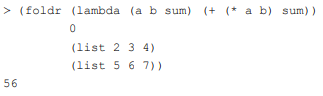 > (foldr (lambda (a b sum) (+ (* a b) sum))
0
(list 2 3 4)
(list 5 6 7))
56